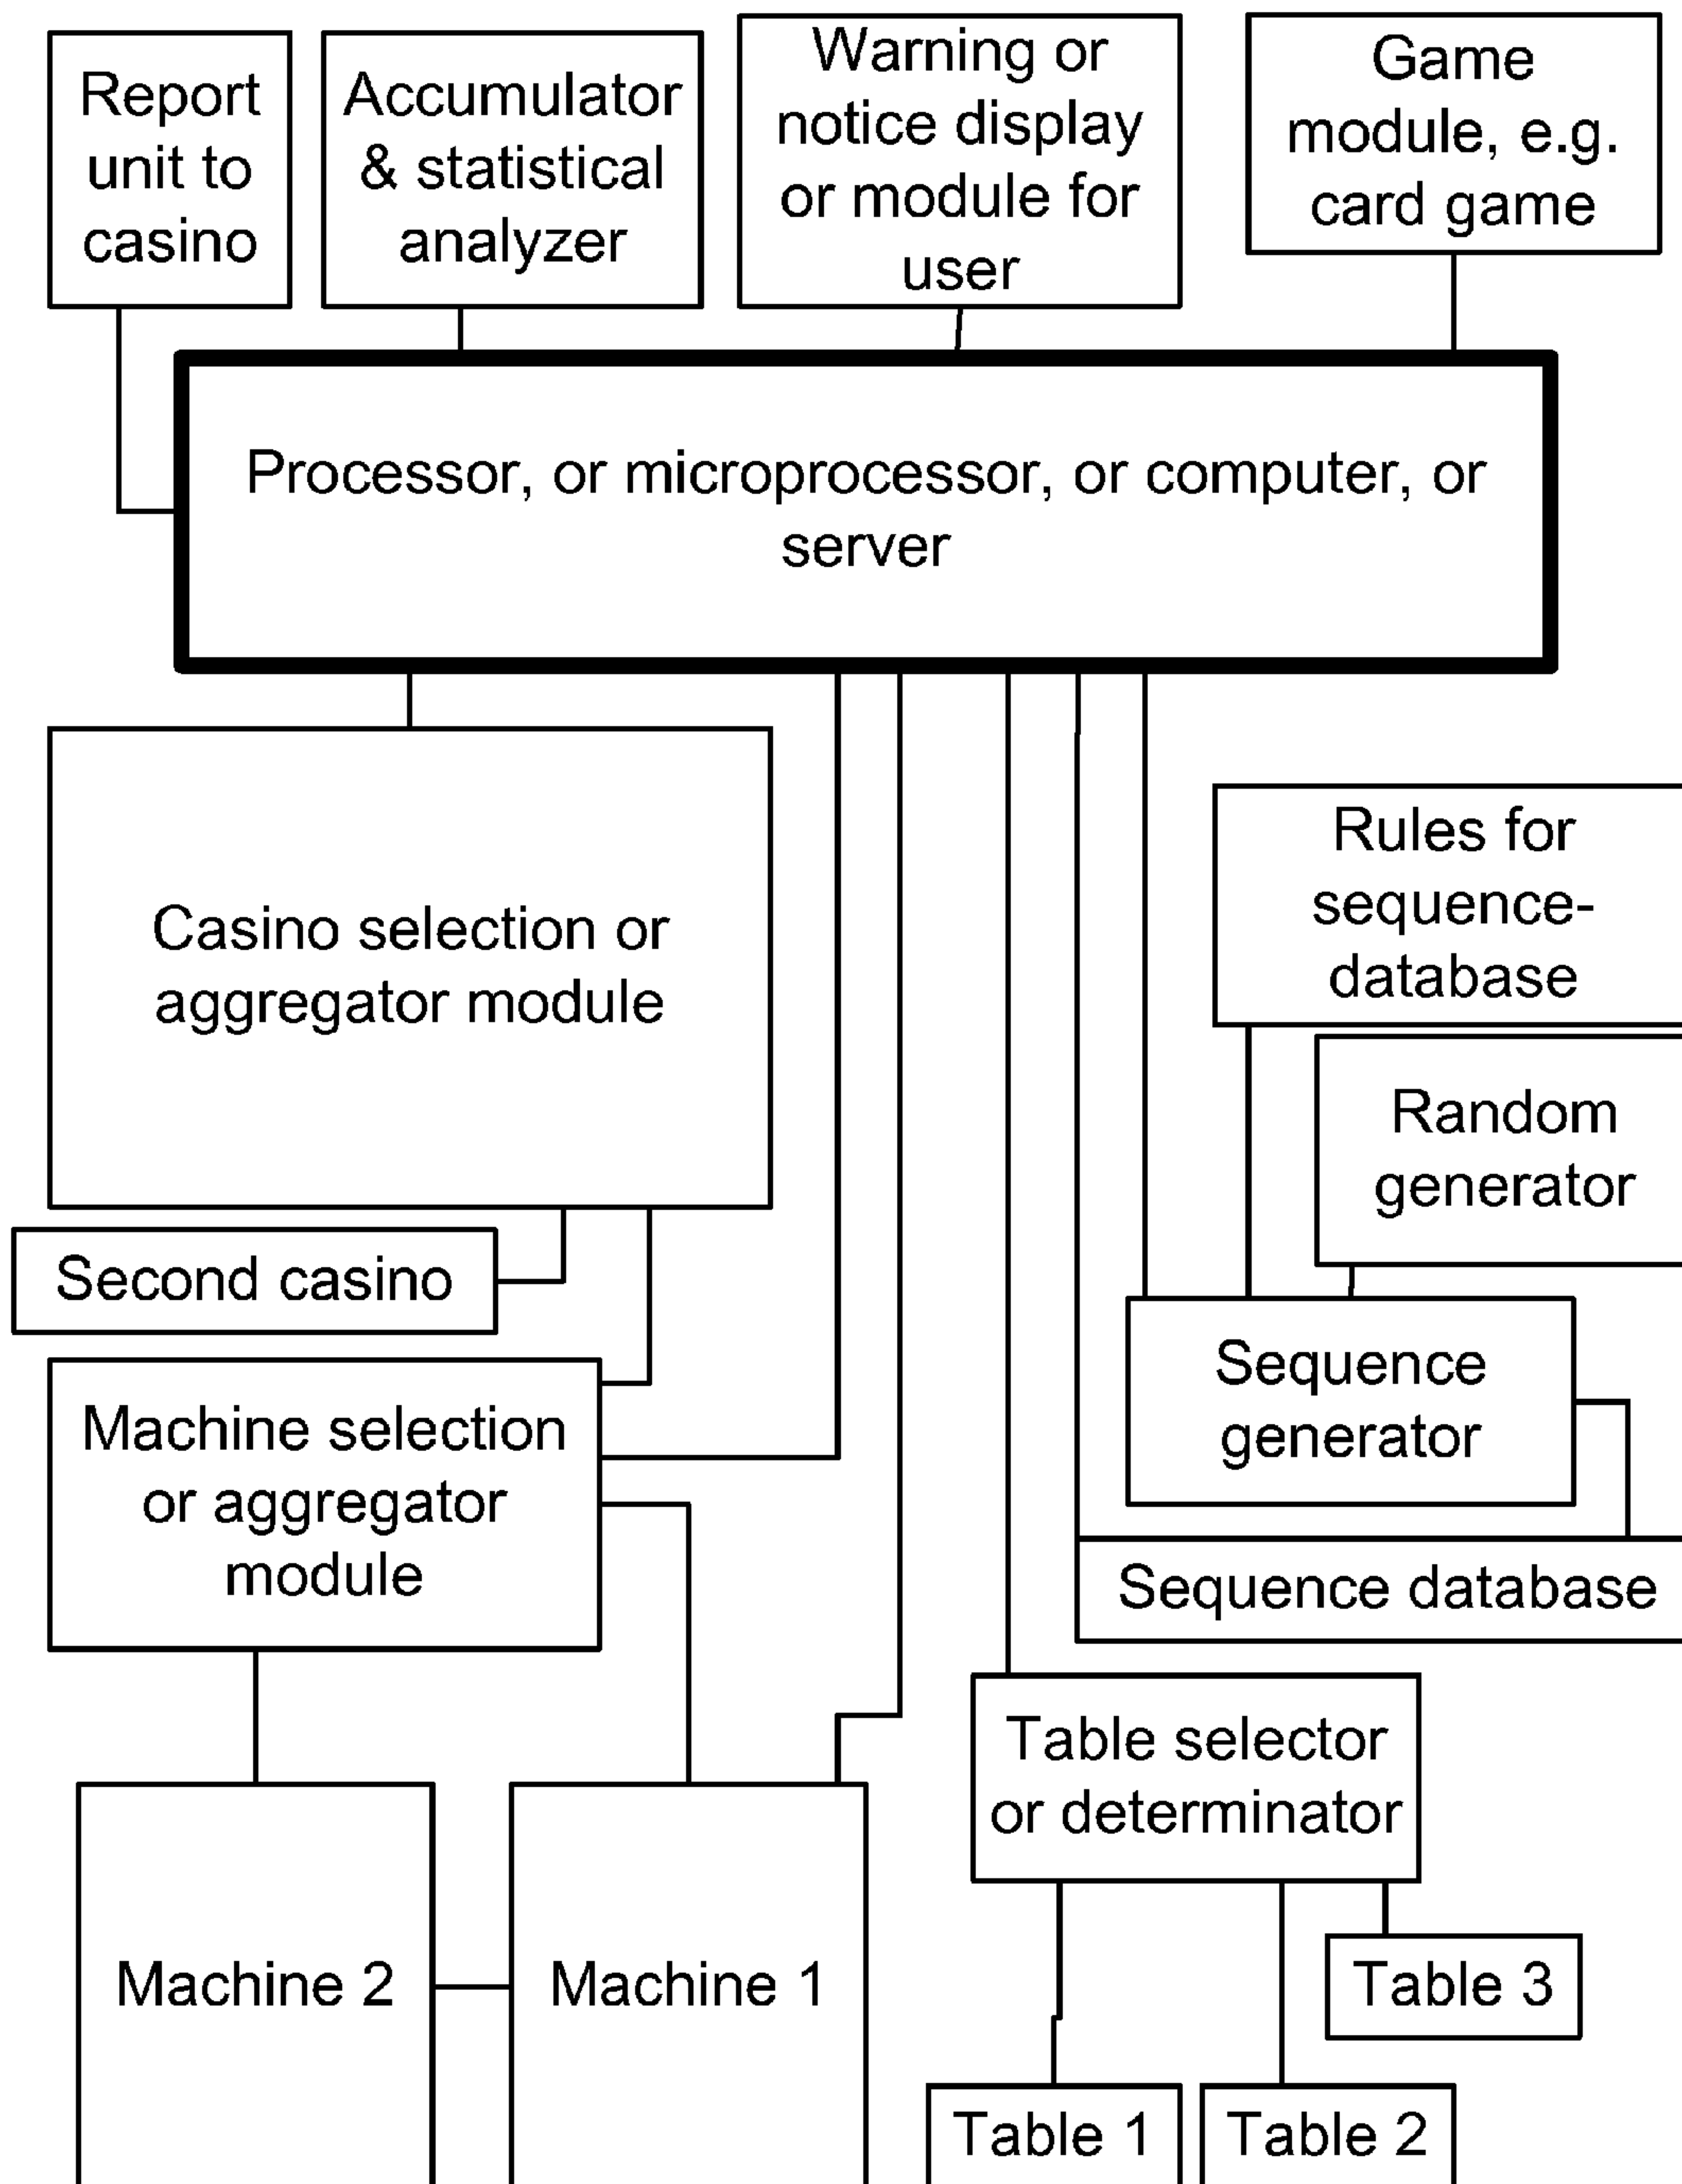 Report
unit to
casino
Accumulator
& statistical
analyzer
Warning or
notice display
or module for
user
Game
module, e.g.
card game
Processor, or microprocessor, or computer, or
server
Casino selection or
aggregator module
Rules for
sequence-
database
Random
generator
Second casino
Sequence
generator
Machine selection
or aggregator
module
Sequence database
Table selector
or determinator
Machine 2
Machine 1
Table 3
Table 1
Table 2